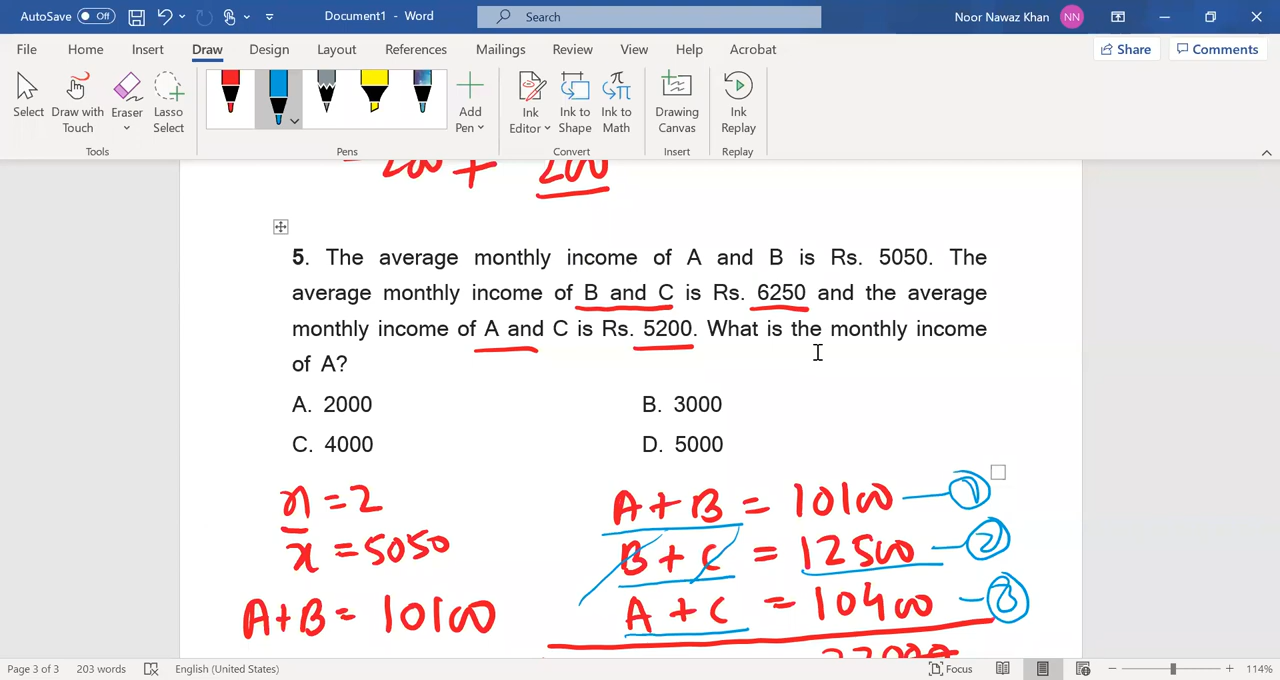 AutoSave Off Document1 - Word Search Noor Nawaz Khan NN
File Home Insert Draw Design Layout References Mailings Review View Help Acrobat Share Comments
Select Draw with Touch Eraser Lasso Select Add Pen Ink Editor Ink to Shape Ink to Math Drawing Canvas Ink Replay
Tools Pens Convert Insert Replay
200 + 200
5. The average monthly income of A and B is Rs. 5050. The
average monthly income of B and C is Rs. 6250 and the average
monthly income of A and C is Rs. 5200. What is the monthly income
of A?
A. 2000 B. 3000
C. 4000 D. 5000
n = 2
x̄ = 5050
A+B = 10100
A + B = 10100 - 1
B + C = 12500 - 2
A + C = 10400 - 3
Page 3 of 3 203 words English (United States) Focus 114%